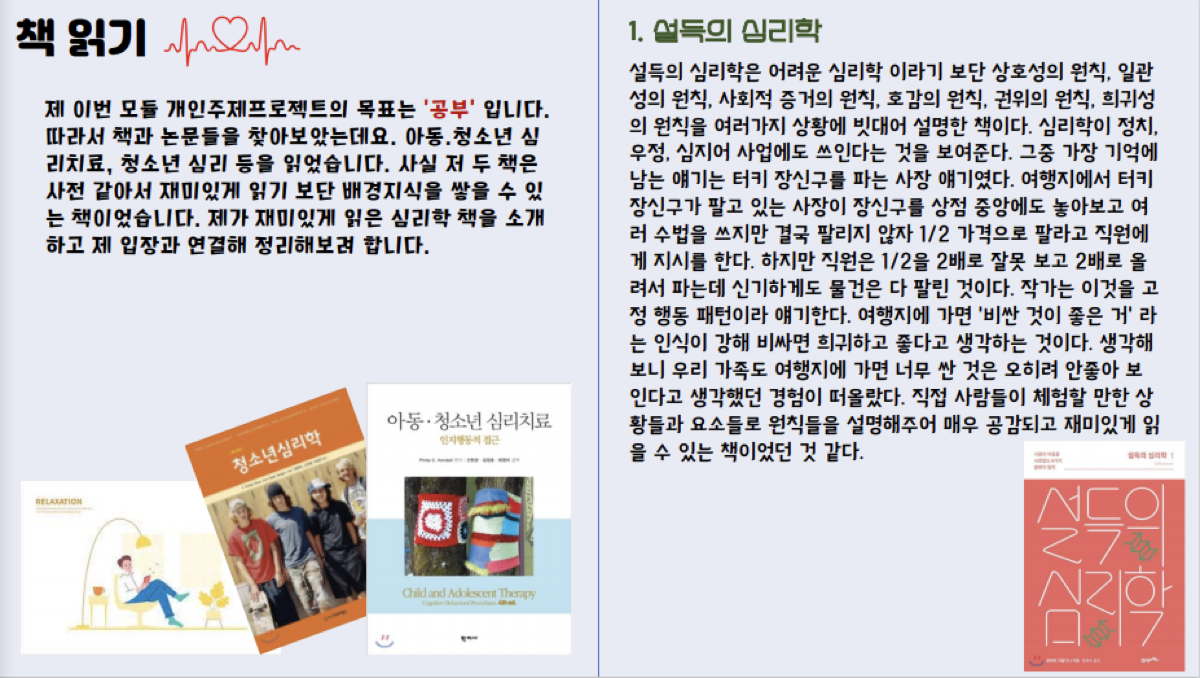 책 읽기
제 이번 모듈 개인주제프로젝트의 목표는 '공부' 입니다.
따라서 책과 논문들을 찾아보았는데요. 아동.청소년 심
리치료, 청소년 심리 등을 읽었습니다. 사실 저 두 책은
사전 같아서 재미있게 읽기 보단 배경지식을 쌓을 수 있
는 책이었습니다. 제가 재미있게 읽은 심리학 책을 소개
하고 제 입장과 연결해 정리해보려 합니다.
RELAXATION
청소년심리학
아동·청소년 심리치료
인지행동적 접근
Philip C. Kendall
Child and Adolescent Therapy
Cognitive-Behavioral Procedures, 4th ed.
학지사
1. 설득의 심리학
설득의 심리학은 어려운 심리학 이라기 보단 상호성의 원칙, 일관
성의 원칙, 사회적 증거의 원칙, 호감의 원칙, 권위의 원칙, 희귀성
의 원칙을 여러가지 상황에 빗대어 설명한 책이다. 심리학이 정치,
우정, 심지어 사업에도 쓰인다는 것을 보여준다. 그중 가장 기억에
남는 얘기는 터키 장신구를 파는 사장 얘기였다. 여행지에서 터키
장신구가 팔고 있는 사장이 장신구를 상점 중앙에도 놓아보고 여
러 수법을 쓰지만 결국 팔리지 않자 1/2 가격으로 팔라고 직원에
게 지시를 한다. 하지만 직원은 1/2을 2배로 잘못 보고 2배로 올
려서 파는데 신기하게도 물건은 다 팔린 것이다. 작가는 이것을 고
정 행동 패턴이라 얘기한다. 여행지에 가면 '비싼 것이 좋은 거' 라
는 인식이 강해 비싸면 희귀하고 좋다고 생각하는 것이다. 생각해
보니 우리 가족도 여행지에 가면 너무 싼 것은 오히려 안좋아 보
인다고 생각했던 경험이 떠올랐다. 직접 사람들이 체험할 만한 상
황들과 요소들로 원칙들을 설명해주어 매우 공감되고 재미있게 읽
을 수 있는 책이었던 것 같다.
설득의 심리학 1
설득의
심리학